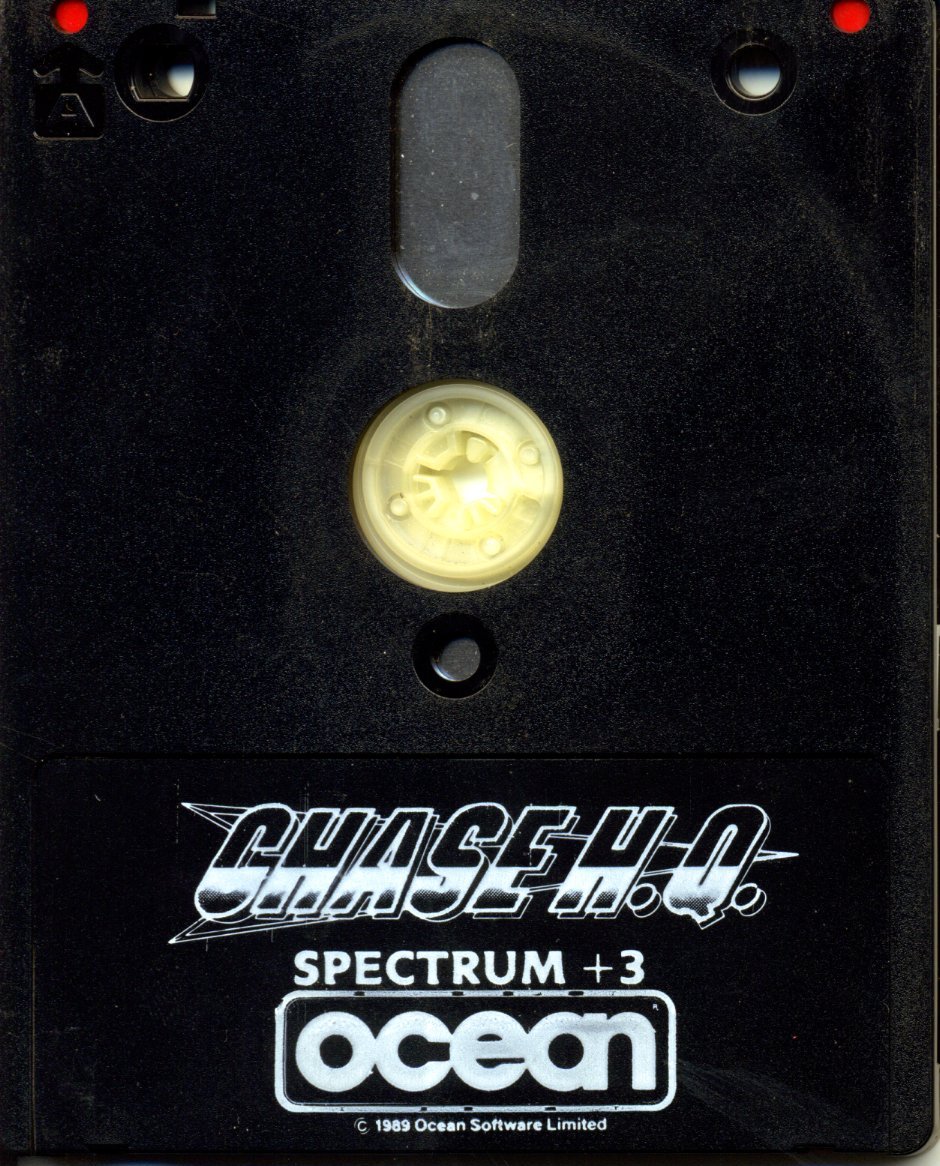 A
CHASE H.Q.
SPECTRUM +3
ocean
R
© 1989 Ocean Software Limited